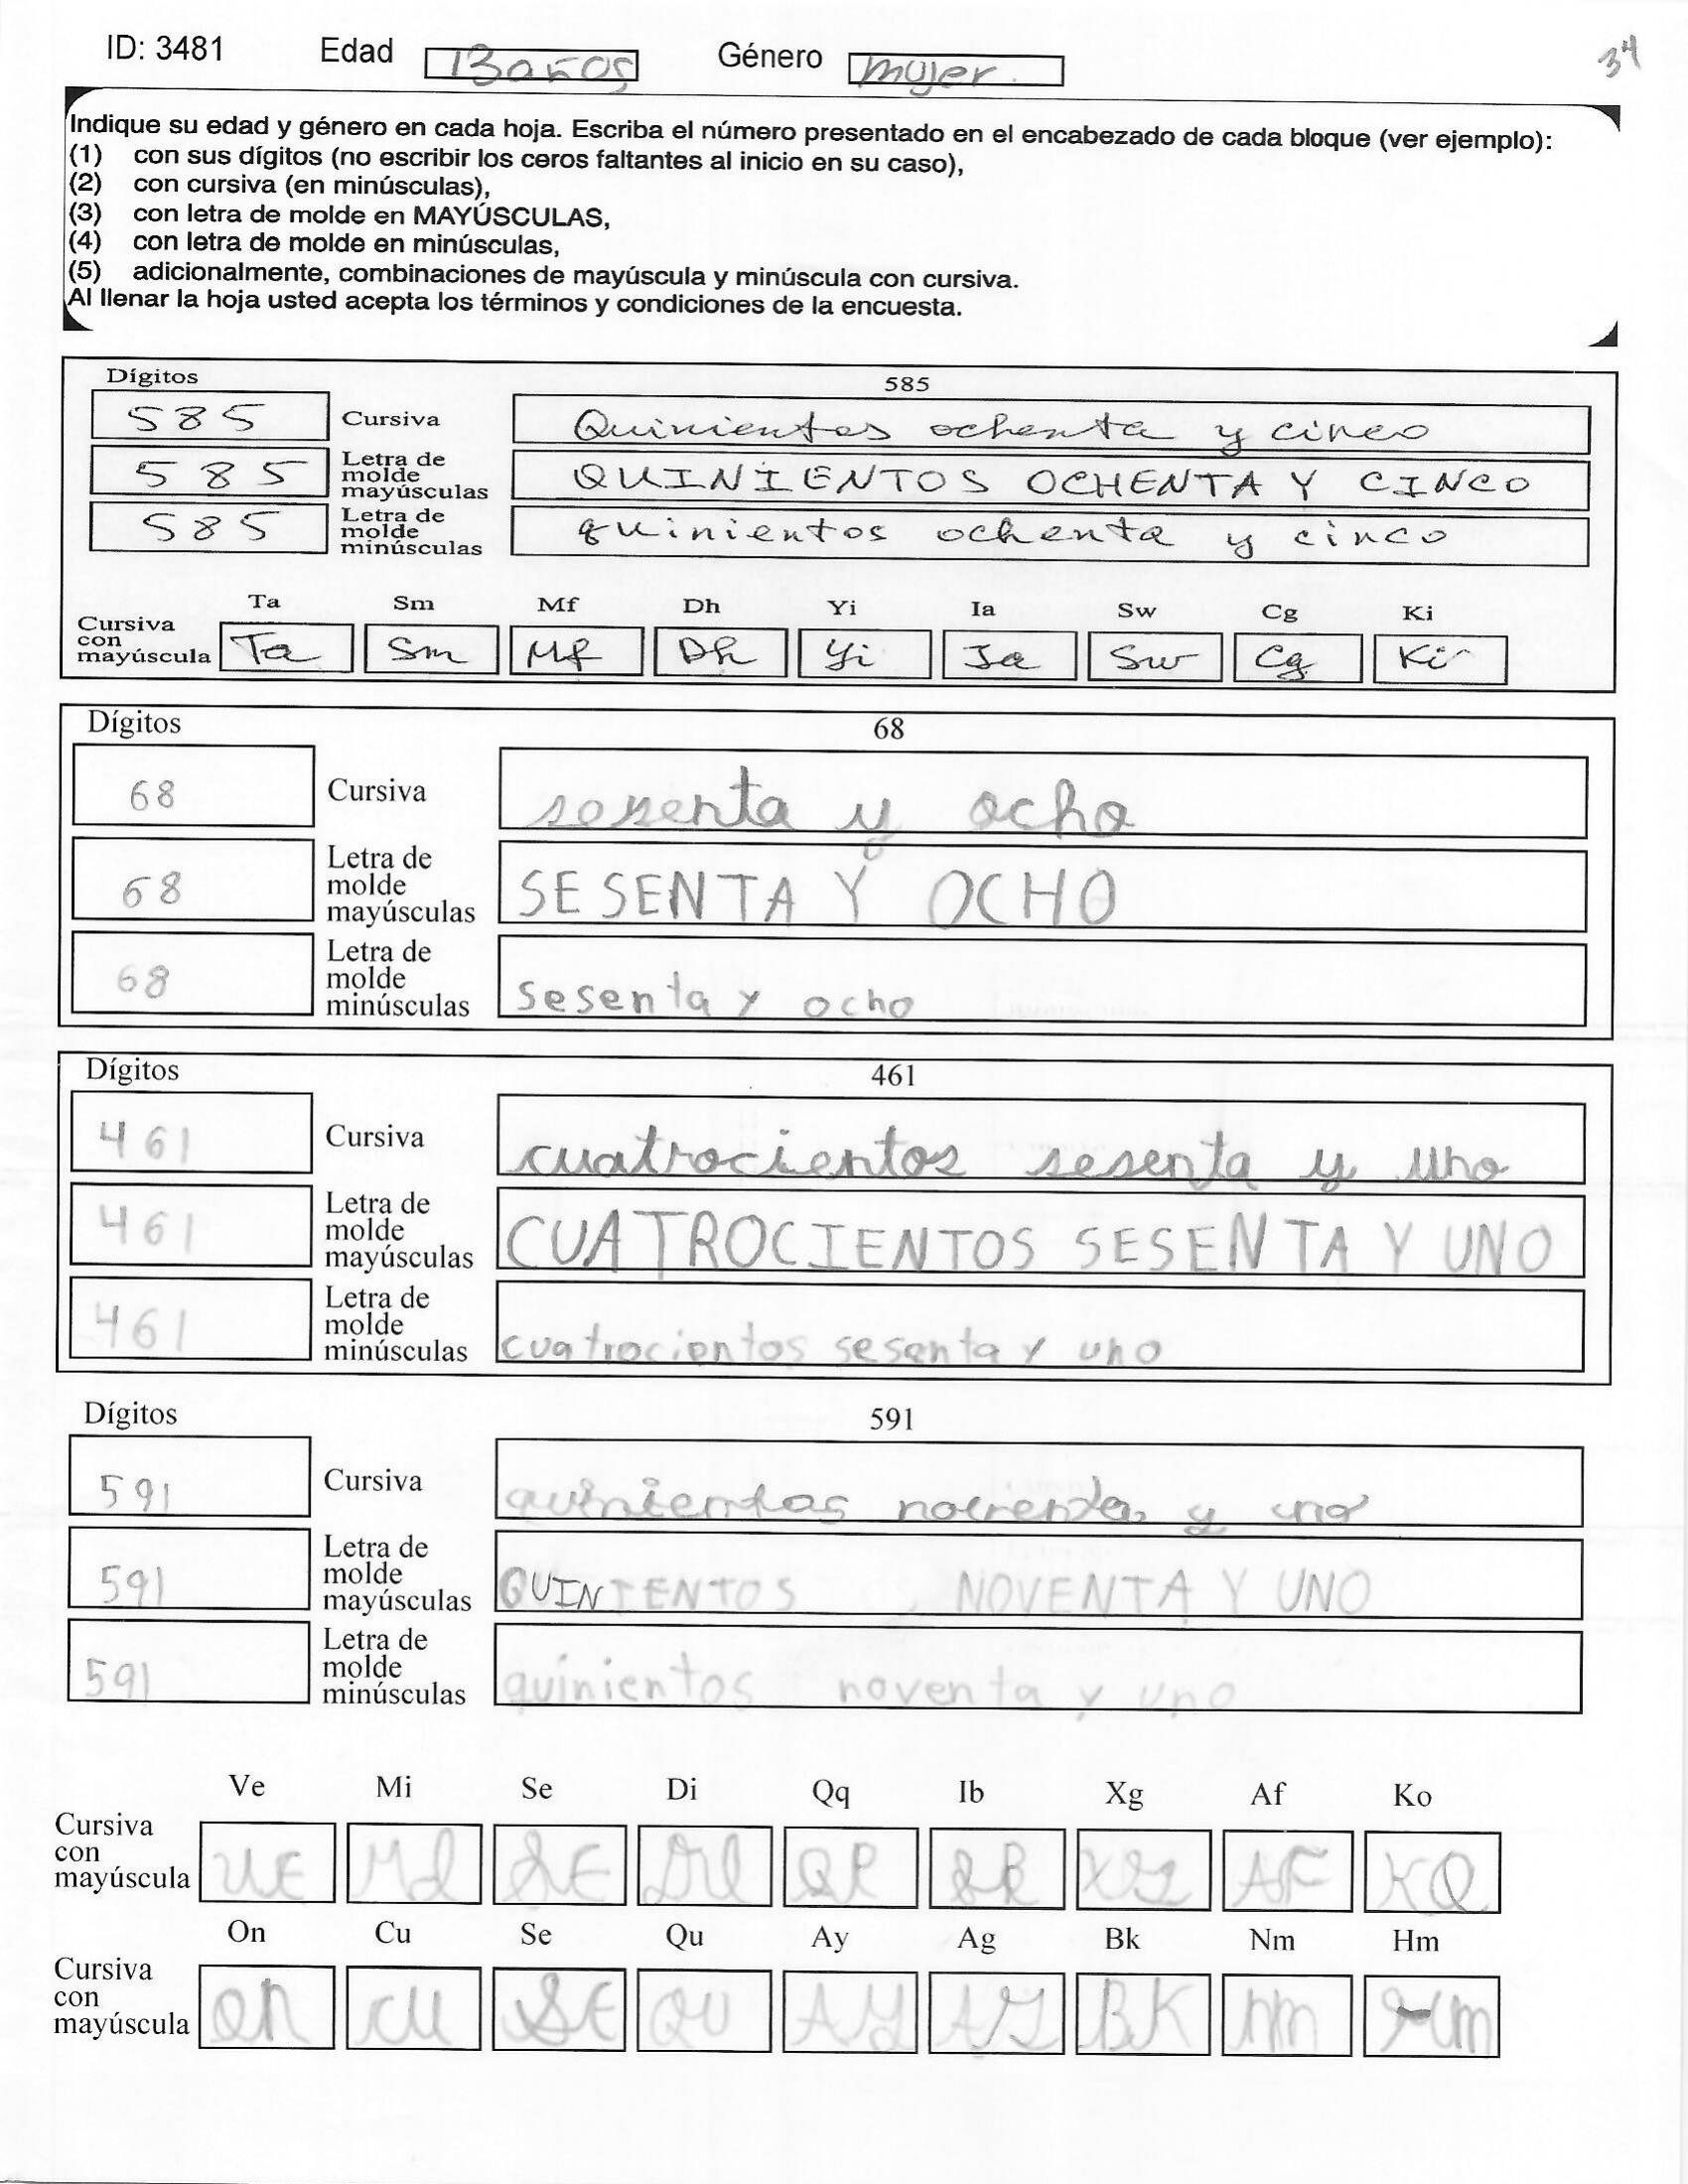 ID: 3481 Edad 13 años Género mujer 34
Indique su edad y género en cada hoja. Escriba el número presentado en el encabezado de cada bloque (ver ejemplo):
(1) con sus dígitos (no escribir los ceros faltantes al inicio en su caso),
(2) con cursiva (en minúsculas),
(3) con letra de molde en MAYÚSCULAS,
(4) con letra de molde en minúsculas,
(5) adicionalmente, combinaciones de mayúscula y minúscula con cursiva.
Al llenar la hoja usted acepta los términos y condiciones de la encuesta.
Dígitos 585
585 Cursiva Quinientos ochenta y cinco
585 Letra de molde mayúsculas QUINIENTOS OCHENTA Y CINCO
585 Letra de molde minúsculas quinientos ochenta y cinco
Ta Sm Mf Dh Yi Ia Sw Cg Ki
Cursiva con mayúscula Ta Sm Mf Dh Yi Ia Sw Cg Ki
Dígitos 68
68 Cursiva sesenta y ocho
68 Letra de molde mayúsculas SESENTA Y OCHO
68 Letra de molde minúsculas sesenta y ocho
Dígitos 461
461 Cursiva cuatrocientos sesenta y uno
461 Letra de molde mayúsculas CUATROCIENTOS SESENTA Y UNO
461 Letra de molde minúsculas cuatrocientos sesenta y uno
Dígitos 591
591 Cursiva quinientos noventa y uno
591 Letra de molde mayúsculas QUINIENTOS NOVENTA Y UNO
591 Letra de molde minúsculas quinientos noventa y uno
Ve Mi Se Di Qq Ib Xg Af Ko
Cursiva con mayúscula VE MI SE DI QP XG AF KO
On Cu Se Qu Ay Ag Bk Nm Hm
Cursiva con mayúscula On CU SE QU AY AG BK Nm Hm